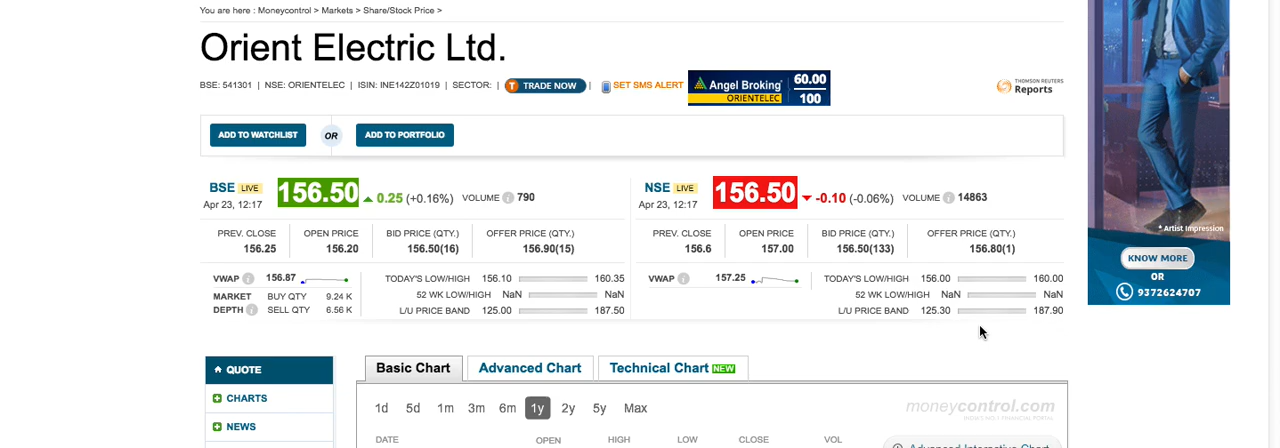 You are here : Moneycontrol > Markets > Share/Stock Price >
Orient Electric Ltd.
BSE: 541301 | NSE: ORIENTELEC | ISIN: INE142Z01019 | SECTOR: | T TRADE NOW | SET SMS ALERT Angel Broking ORIENTELEC 60.00 100
THOMSON REUTERS
Reports
ADD TO WATCHLIST OR ADD TO PORTFOLIO
BSE LIVE 156.50 0.25 (+0.16%) VOLUME i 790
Apr 23, 12:17
PREV. CLOSE OPEN PRICE BID PRICE (QTY.) OFFER PRICE (QTY.)
156.25 156.20 156.50(16) 156.90(15)
VWAP i 156.87 TODAY'S LOW/HIGH 156.10 160.35
MARKET DEPTH i BUY QTY 9.24 K 52 WK LOW/HIGH NaN NaN
SELL QTY 6.56 K L/U PRICE BAND 125.00 187.50
NSE LIVE 156.50 -0.10 (-0.06%) VOLUME i 14863
Apr 23, 12:17
PREV. CLOSE OPEN PRICE BID PRICE (QTY.) OFFER PRICE (QTY.)
156.6 157.00 156.50(133) 156.80(1)
VWAP i 157.25 TODAY'S LOW/HIGH 156.00 160.00
52 WK LOW/HIGH NaN NaN
L/U PRICE BAND 125.30 187.90
* Artist Impression
KNOW MORE
OR
9372624707
QUOTE
CHARTS
NEWS
Basic Chart Advanced Chart Technical Chart NEW
1d 5d 1m 3m 6m 1y 2y 5y Max
moneycontrol.com
INDIA'S NO.1 FINANCIAL PORTAL
DATE OPEN HIGH LOW CLOSE VOL
Advanced Interactive Chart